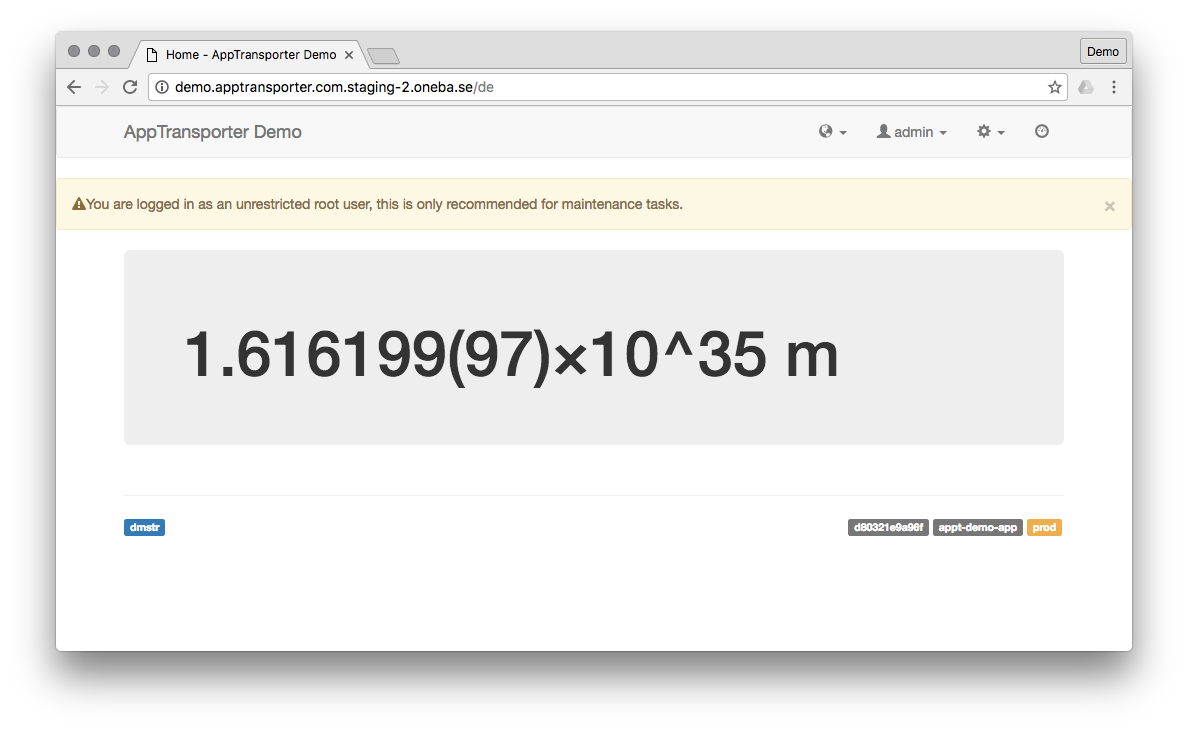 Home - AppTransporter Demo
Demo
demo.apptransporter.com.staging-2.oneba.se/de
AppTransporter Demo admin
You are logged in as an unrestricted root user, this is only recommended for maintenance tasks.
1.616199(97)×10^35 m
dmstr d80321e9a96f appt-demo-app prod